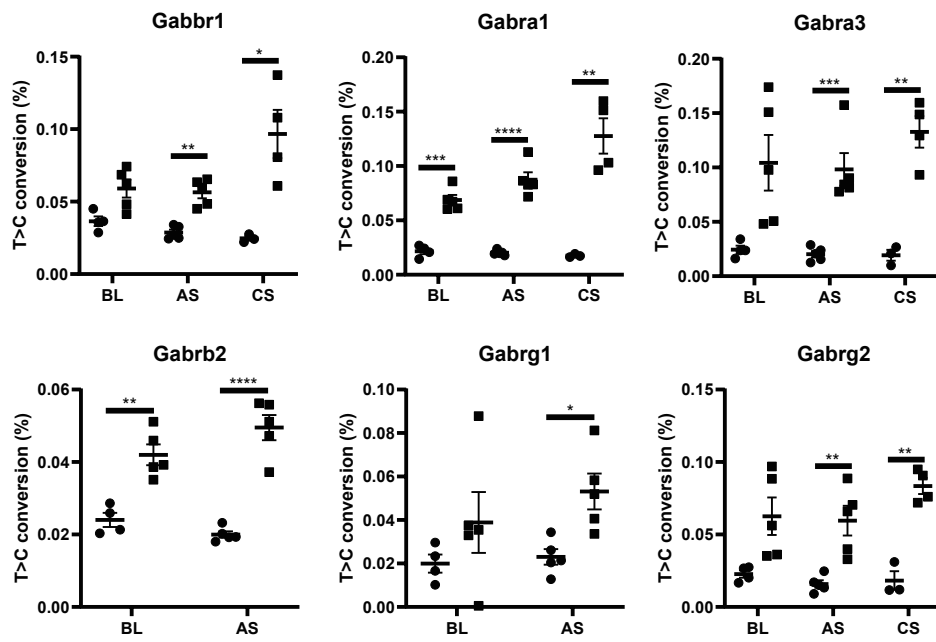 Gabbr1
T>C conversion (%)
0.15
0.10
0.05
0.00
**
*
BL AS CS
Gabra1
T>C conversion (%)
0.20
0.15
0.10
0.05
0.00
***
****
**
BL AS CS
Gabra3
T>C conversion (%)
0.20
0.15
0.10
0.05
0.00
***
**
BL AS CS
Gabrb2
T>C conversion (%)
0.06
0.04
0.02
0.00
**
****
BL AS
Gabrg1
T>C conversion (%)
0.10
0.08
0.06
0.04
0.02
0.00
*
BL AS
Gabrg2
T>C conversion (%)
0.15
0.10
0.05
0.00
**
**
BL AS CS